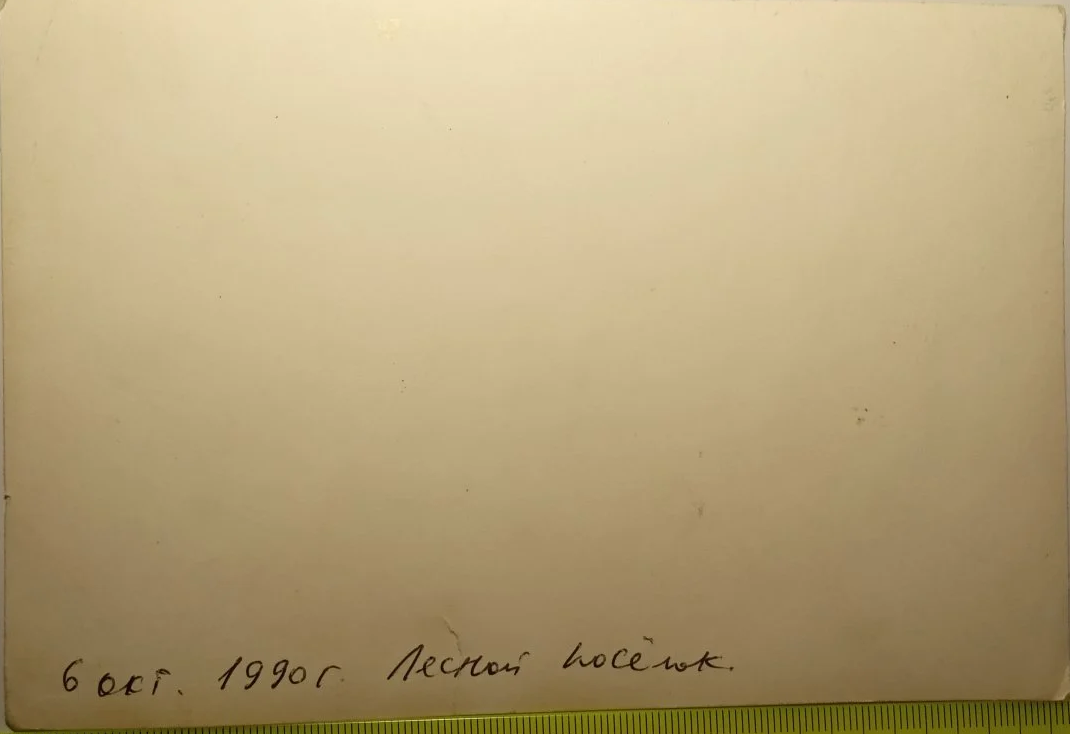 6 окт. 1990г. Лесной посёлок.